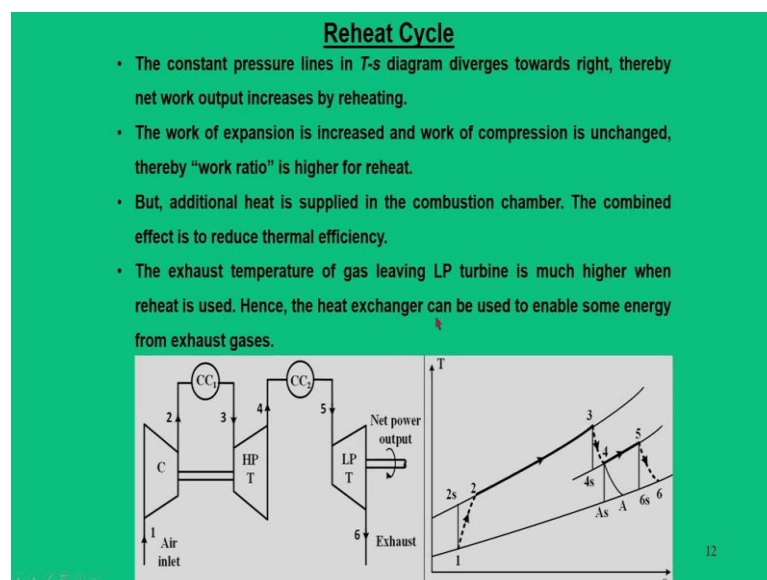 Reheat Cycle
• The constant pressure lines in T-s diagram diverges towards right, thereby
net work output increases by reheating.
• The work of expansion is increased and work of compression is unchanged,
thereby “work ratio” is higher for reheat.
• But, additional heat is supplied in the combustion chamber. The combined
effect is to reduce thermal efficiency.
• The exhaust temperature of gas leaving LP turbine is much higher when
reheat is used. Hence, the heat exchanger can be used to enable some energy
from exhaust gases.
CC1
CC2
2
3
4
5
Net power
output
C
HP
T
LP
T
1
Air
inlet
6
Exhaust
T
3
5
4
2s
2
4s
As
A
6s
6
1
12